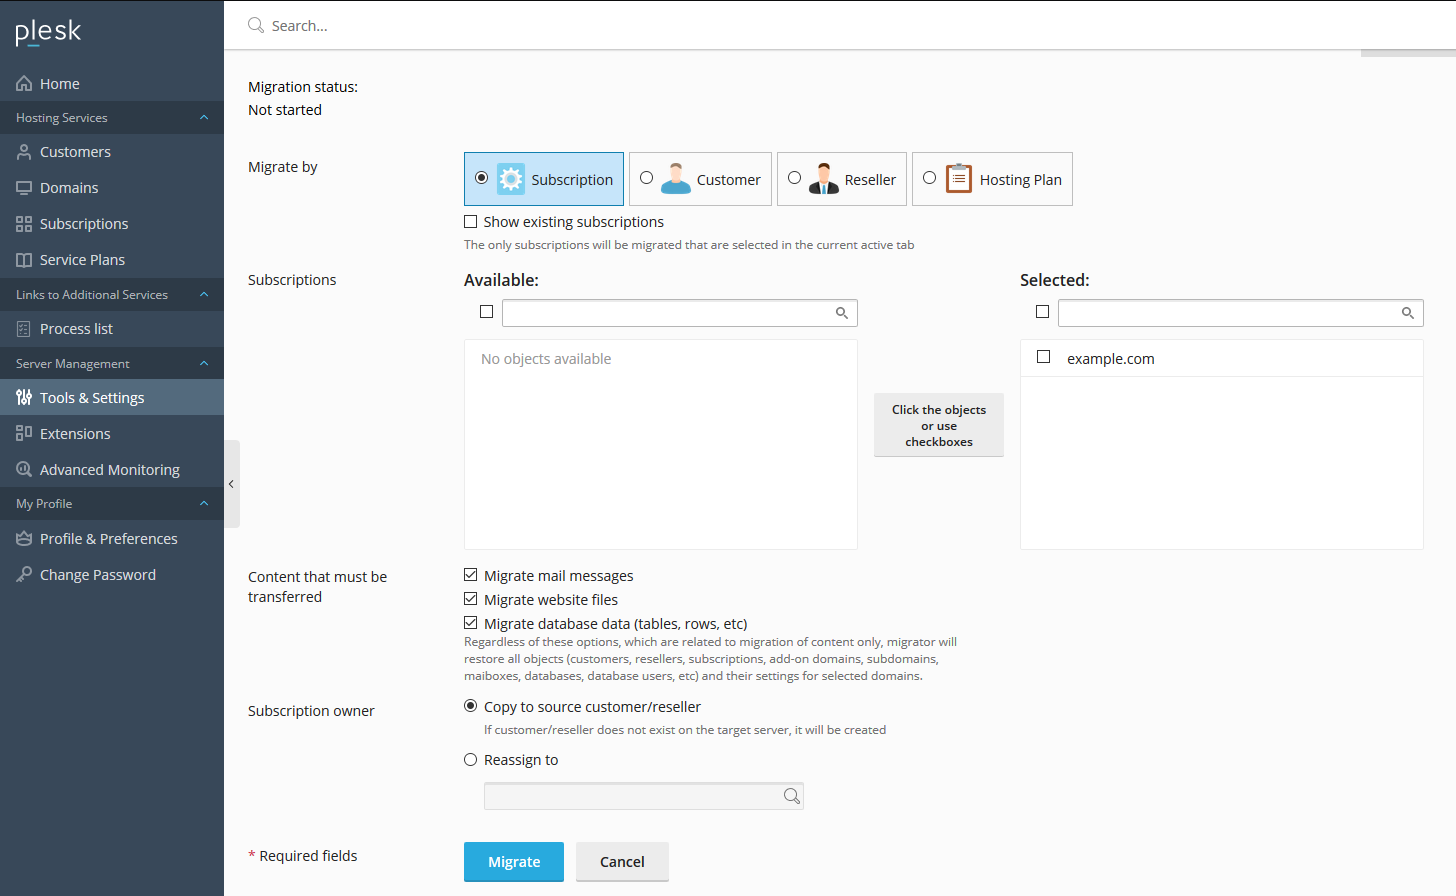 plesk
Search...
Home
Hosting Services
Customers
Domains
Subscriptions
Service Plans
Links to Additional Services
Process list
Server Management
Tools & Settings
Extensions
Advanced Monitoring
My Profile
Profile & Preferences
Change Password
Migration status:
Not started
Migrate by
Subscription
Customer
Reseller
Hosting Plan
Show existing subscriptions
The only subscriptions will be migrated that are selected in the current active tab
Subscriptions
Available:
No objects available
Click the objects
or use
checkboxes
Selected:
example.com
Content that must be
transferred
Migrate mail messages
Migrate website files
Migrate database data (tables, rows, etc)
Regardless of these options, which are related to migration of content only, migrator will
restore all objects (customers, resellers, subscriptions, add-on domains, subdomains,
maiboxes, databases, database users, etc) and their settings for selected domains.
Subscription owner
Copy to source customer/reseller
If customer/reseller does not exist on the target server, it will be created
Reassign to
* Required fields
Migrate
Cancel